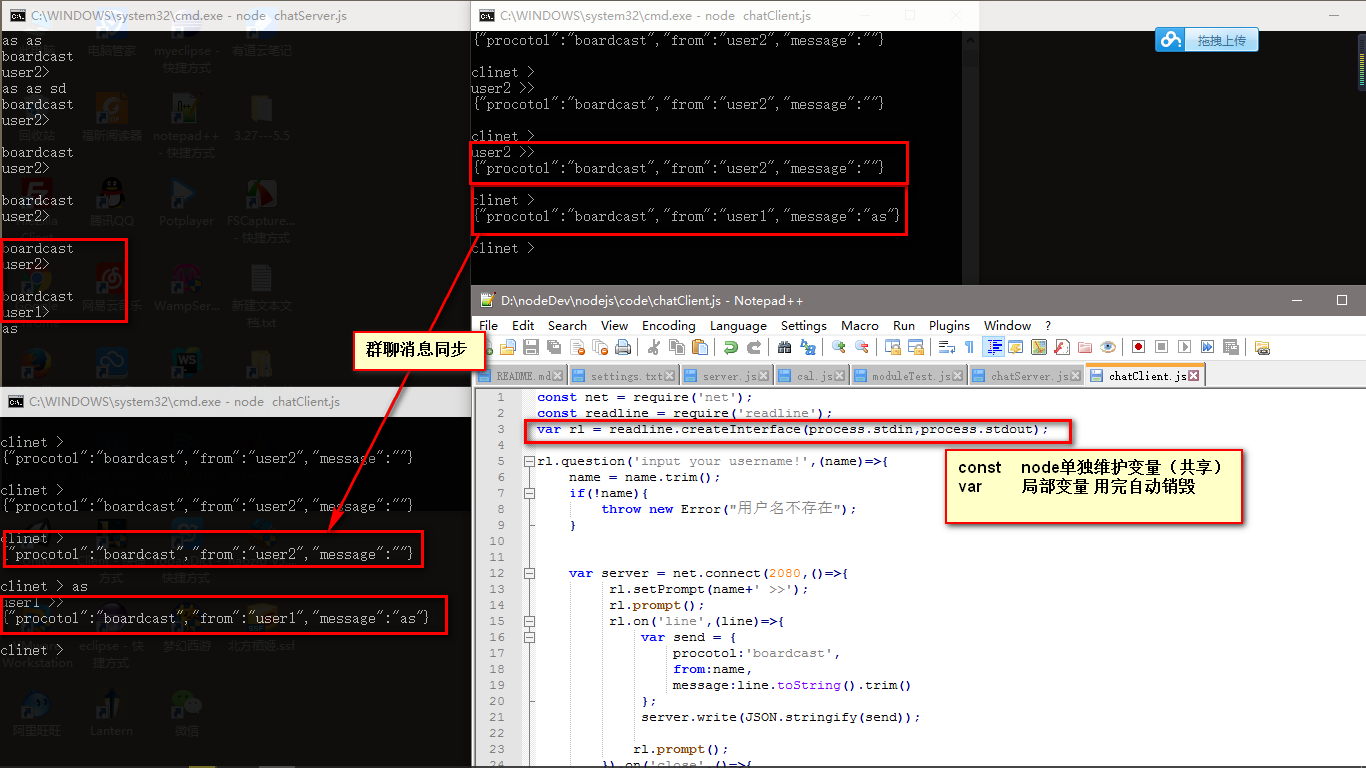 C:\WINDOWS\system32\cmd.exe - node  chatServer.js
as as
boardcast
user2>
as as sd
boardcast
user2>
boardcast
user2>
boardcast
user2>
boardcast
user2>
boardcast
user1>
as
电脑管家
myeclipse - 快捷方式
有道云笔记
回收站
福昕阅读器
notepad++ - 快捷方式
3.27---5.5
腾讯QQ
Potplayer
FSCapture... - 快捷方式
网易云音乐
WampSer...
新建文本文档.txt
C:\WINDOWS\system32\cmd.exe - node  chatClient.js
{"procotol":"boardcast","from":"user2","message":""}
clinet >
user2 >>
{"procotol":"boardcast","from":"user2","message":""}
clinet >
user2 >>
{"procotol":"boardcast","from":"user2","message":""}
clinet >
{"procotol":"boardcast","from":"user1","message":"as"}
clinet >
拖拽上传
群聊消息同步
C:\WINDOWS\system32\cmd.exe - node  chatClient.js
clinet >
{"procotol":"boardcast","from":"user2","message":""}
clinet >
{"procotol":"boardcast","from":"user2","message":""}
clinet >
"procotol":"boardcast","from":"user2","message":""}
clinet > as
user1 >>
{"procotol":"boardcast","from":"user1","message":"as"}
clinet >
Workstation
eclipse - 快捷方式
梦幻西游
北方栖姬.ssf
阿里旺旺
Lantern
微信
D:\nodeDev\nodejs\code\chatClient.js - Notepad++
File Edit Search View Encoding Language Settings Macro Run Plugins Window ?
README.md settings.txt server.js cal.js moduleTest.js chatServer.js chatClient.js
1 const net = require('net');
2 const readline = require('readline');
3 var rl = readline.createInterface(process.stdin,process.stdout);
4
5 rl.question('input your username!',(name)=>{
6 name = name.trim();
7 if(!name){
8 throw new Error("用户名不存在");
9 }
10
11
12 var server = net.connect(2080,()=>{
13 rl.setPrompt(name+' >>');
14 rl.prompt();
15 rl.on('line',(line)=>{
16 var send = {
17 procotol:'boardcast',
18 from:name,
19 message:line.toString().trim()
20 };
21 server.write(JSON.stringify(send));
22
23 rl.prompt();
24 }).on('close',()=>{
const node单独维护变量（共享）
var 局部变量 用完自动销毁